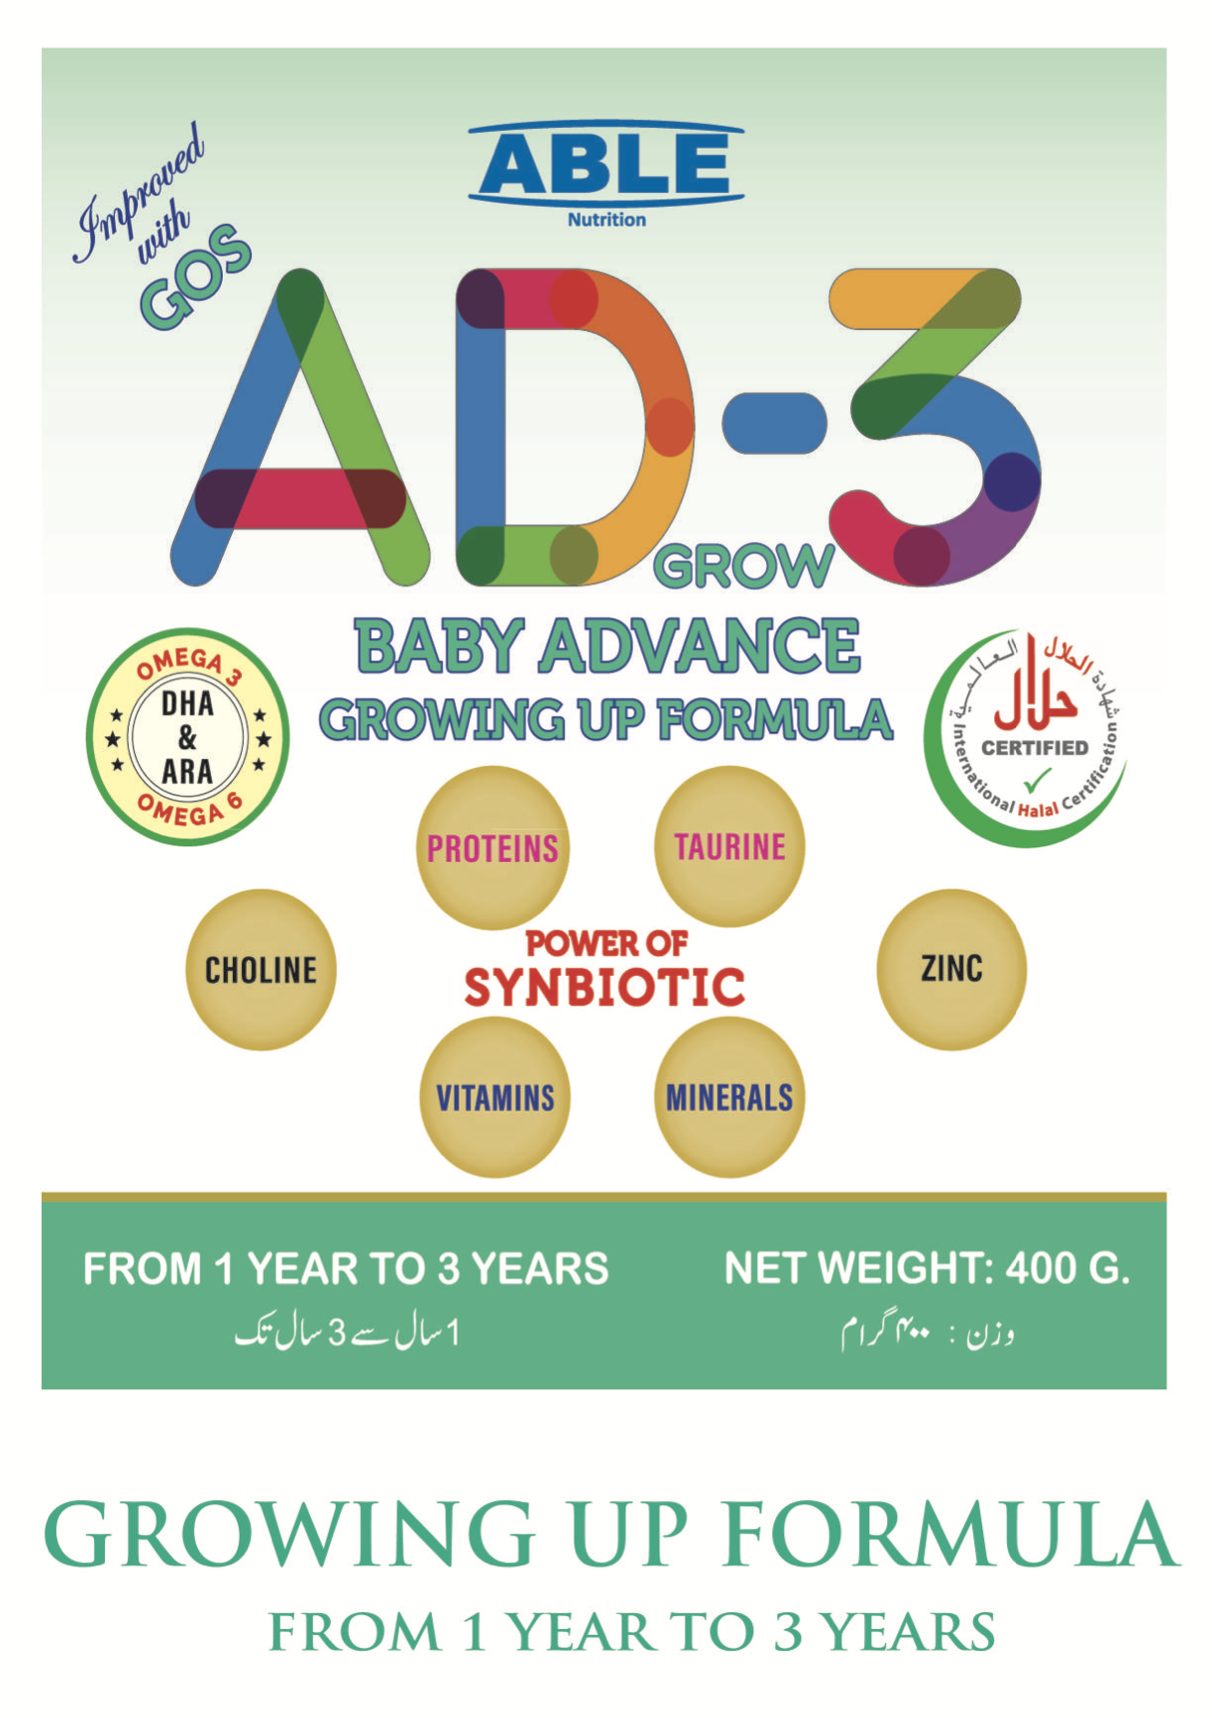 ABLE
Nutrition
Improved
with
GOS
AD-3
GROW
BABY ADVANCE
GROWING UP FORMULA
OMEGA 3
DHA
&
ARA
OMEGA 6
شهادة الحلال العالمية
حلال
CERTIFIED
International Halal Certification
PROTEINS
TAURINE
CHOLINE
POWER OF
SYNBIOTIC
ZINC
VITAMINS
MINERALS
FROM 1 YEAR TO 3 YEARS
NET WEIGHT: 400 G.
1 سال سے 3 سال تک
وزن : ۴۰۰ گرام
GROWING UP FORMULA
FROM 1 YEAR TO 3 YEARS